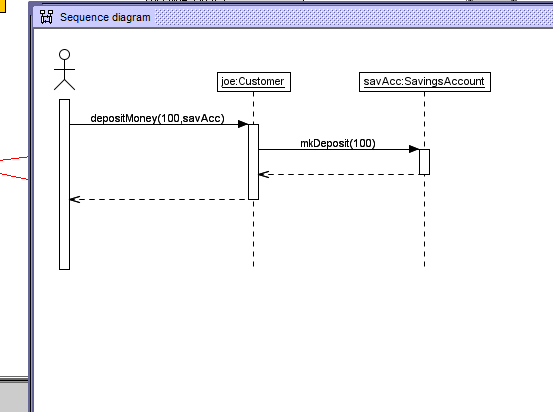 Sequence diagram
joe:Customer
savAcc:SavingsAccount
depositMoney(100,savAcc)
mkDeposit(100)